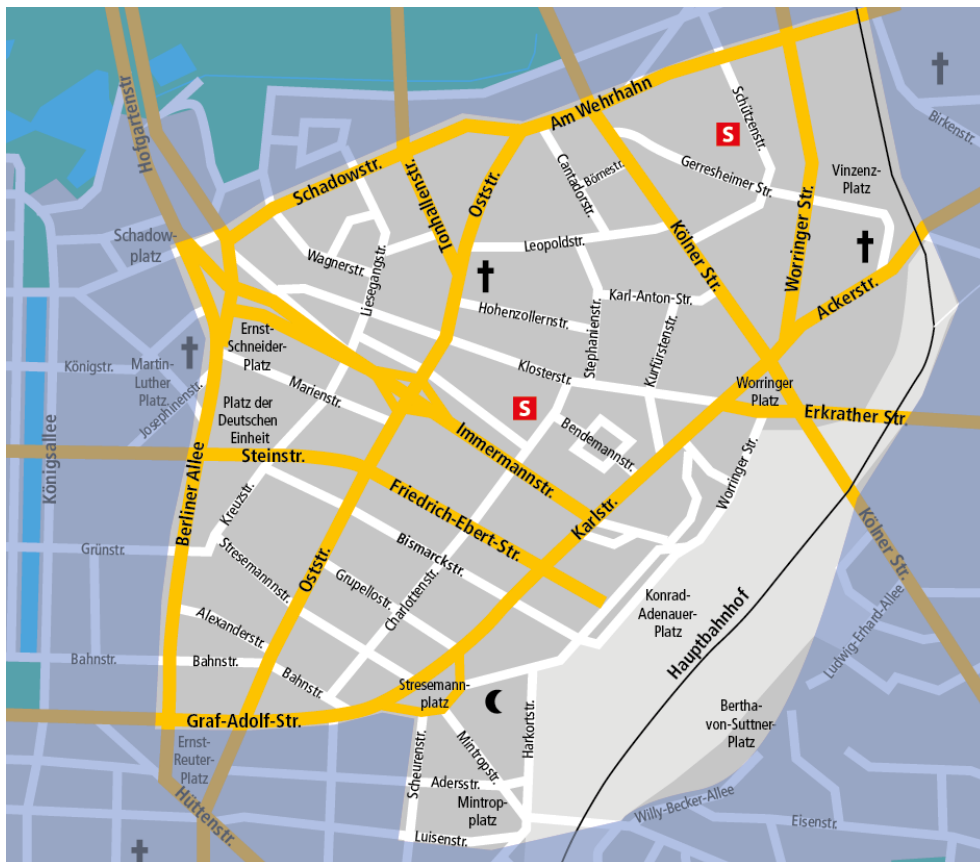 Hofgartenstr
Am Wehrhahn
Schützenstr.
S
Birkenstr.
Schadowstr.
Tonhallenstr.
Oststr.
Cantadorstr.
Börnestr.
Gerresheimer Str.
Vinzenz-
Platz
Schadow-
platz
Wagnerstr.
Liesegangstr.
Leopoldstr.
Kölner Str.
Worringer Str.
Ackerstr.
Karl-Anton-Str.
Hohenzollernstr.
Stephanienstr.
Kurfürstenstr.
Ernst-
Schneider-
Platz
Königstr.
Martin-
Luther
Platz.
Josephinenstr.
Marienstr.
Klosterstr.
Worringer
Platz
Erkrather Str.
Platz der
Deutschen
Einheit
S
Bendemannstr.
Immermannstr.
Königsallee
Berliner Allee
Steinstr.
Friedrich-Ebert-Str.
Karlstr.
Worringer Str.
Kölner Str.
Kreuzstr.
Grünstr.
Stresemannstr.
Oststr.
Grupellostr.
Bismarckstr.
Charlottenstr.
Konrad-
Adenauer-
Platz
Hauptbahnhof
Ludwig-Erhard-Allee
Alexanderstr.
Bahnstr.
Bahnstr.
Bahnstr.
Stresemann-
platz
Graf-Adolf-Str.
Harkortstr.
Bertha-
von-Suttner-
Platz
Ernst-
Reuter-
Platz
Hüttenstr.
Scheurenstr.
Mintropstr.
Adersstr.
Mintrop-
platz
Luisenstr.
Willy-Becker-Allee
Eisenstr.